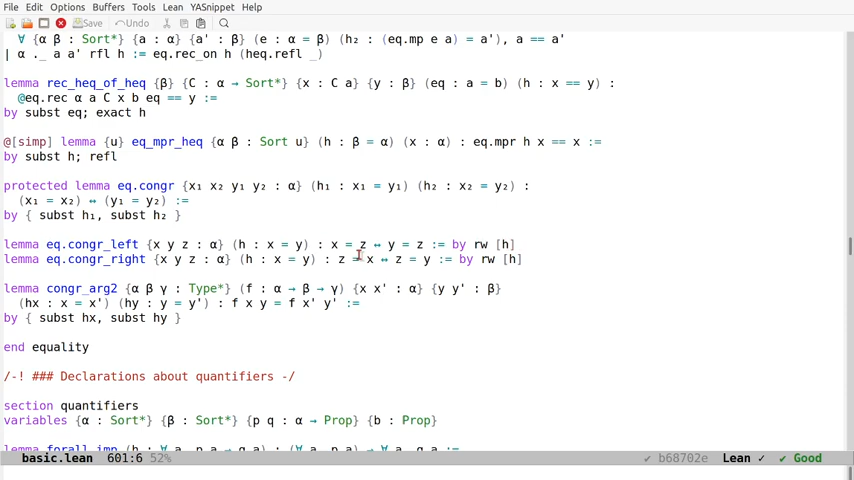 File Edit Options Buffers Tools Lean YASnippet Help
Save Undo
∀ {α β : Sort*} {a : α} {a' : β} (e : α = β) (h₂ : (eq.mp e a) = a'), a == a'
| α ._ a a' rfl h := eq.rec_on h (heq.refl _)
lemma rec_heq_of_heq {β} {C : α → Sort*} {x : C a} {y : β} (eq : a = b) (h : x == y) :
@eq.rec α a C x b eq == y :=
by subst eq; exact h
@[simp] lemma {u} eq_mpr_heq {α β : Sort u} (h : β = α) (x : α) : eq.mpr h x == x :=
by subst h; refl
protected lemma eq.congr {x₁ x₂ y₁ y₂ : α} (h₁ : x₁ = y₁) (h₂ : x₂ = y₂) :
(x₁ = x₂) ↔ (y₁ = y₂) :=
by { subst h₁, subst h₂ }
lemma eq.congr_left {x y z : α} (h : x = y) : x = z ↔ y = z := by rw [h]
lemma eq.congr_right {x y z : α} (h : x = y) : z = x ↔ z = y := by rw [h]
lemma congr_arg2 {α β γ : Type*} (f : α → β → γ) {x x' : α} {y y' : β}
(hx : x = x') (hy : y = y') : f x y = f x' y' :=
by { subst hx, subst hy }
end equality
/-! ### Declarations about quantifiers -/
section quantifiers
variables {α : Sort*} {β : Sort*} {p q : α → Prop} {b : Prop}
lemma forall_imp (h : ∀ a, p a → q a) : (∀ a, p a) → ∀ a, q a :=
basic.lean 601:6 52% ✓ b68702e Lean ✓ ✔ Good